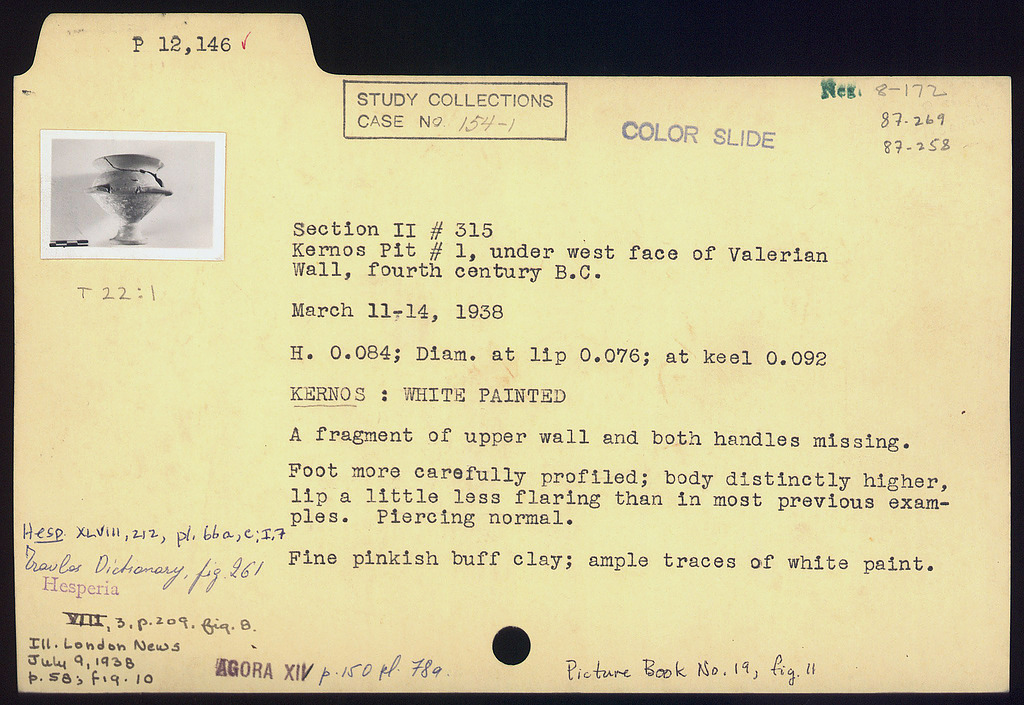 P 12,146 ✓
STUDY COLLECTIONS
CASE No. 154-1
COLOR SLIDE
Neg. 8-172
87-269
87-258
T 22:1
Section II # 315
Kernos Pit # 1, under west face of Valerian
Wall, fourth century B.C.
March 11-14, 1938
H. 0.084; Diam. at lip 0.076; at keel 0.092
KERNOS : WHITE PAINTED
A fragment of upper wall and both handles missing.
Foot more carefully profiled; body distinctly higher,
lip a little less flaring than in most previous exam-
ples. Piercing normal.
Fine pinkish buff clay; ample traces of white paint.
Hesp. XLVIII, 212, pl. 66a, c; I,7
Travlos Dictionary, fig. 261
Hesperia
VIII, 3, p. 209, fig. 8.
Ill. London News
July 9, 1938
p. 58; fig. 10
AGORA XIV p. 150 pl. 78a.
Picture Book No. 19, fig. 11